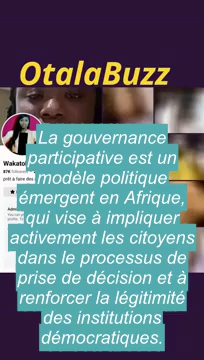 OtalaBuzz
Wakatol
La gouvernance
participative est un
modèle politique
émergent en Afrique,
qui vise à impliquer
activement les citoyens
dans le processus de
prise de décision et à
renforcer la légitimité
des institutions
démocratiques.